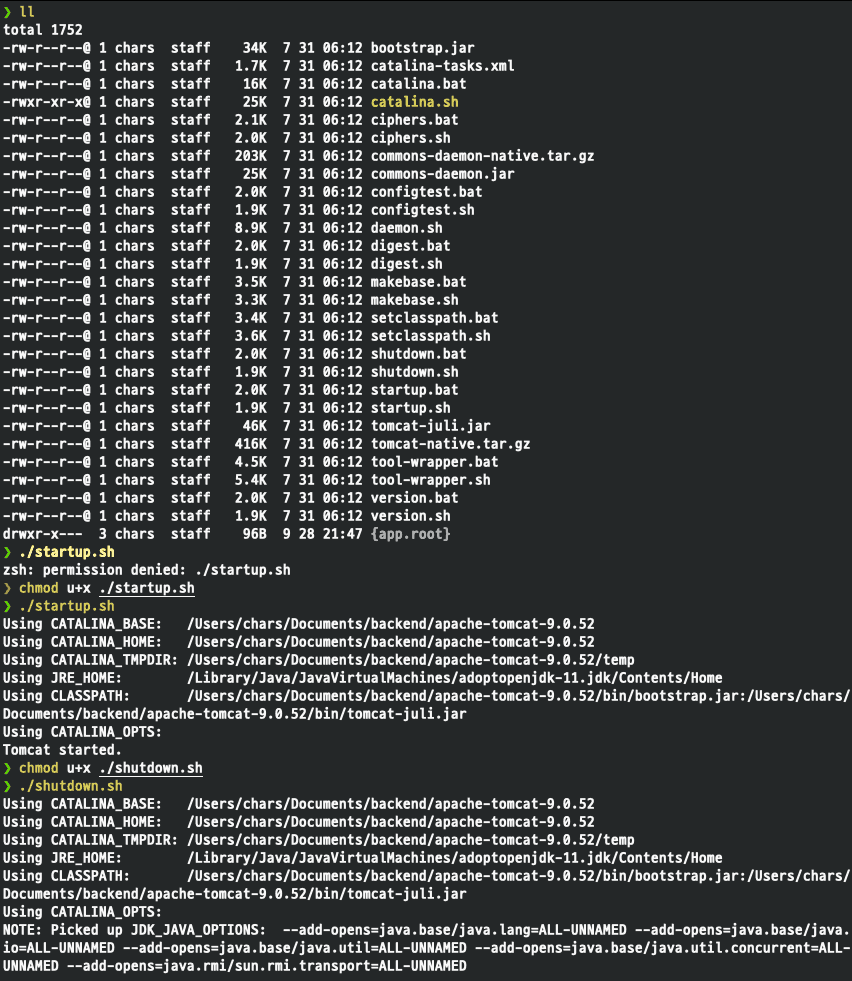 ❯ ll
total 1752
-rw-r--r--@ 1 chars  staff    34K  7 31 06:12 bootstrap.jar
-rw-r--r--@ 1 chars  staff   1.7K  7 31 06:12 catalina-tasks.xml
-rw-r--r--@ 1 chars  staff    16K  7 31 06:12 catalina.bat
-rwxr-xr-x@ 1 chars  staff    25K  7 31 06:12 catalina.sh
-rw-r--r--@ 1 chars  staff   2.1K  7 31 06:12 ciphers.bat
-rw-r--r--@ 1 chars  staff   2.0K  7 31 06:12 ciphers.sh
-rw-r--r--@ 1 chars  staff   203K  7 31 06:12 commons-daemon-native.tar.gz
-rw-r--r--@ 1 chars  staff    25K  7 31 06:12 commons-daemon.jar
-rw-r--r--@ 1 chars  staff   2.0K  7 31 06:12 configtest.bat
-rw-r--r--@ 1 chars  staff   1.9K  7 31 06:12 configtest.sh
-rw-r--r--@ 1 chars  staff   8.9K  7 31 06:12 daemon.sh
-rw-r--r--@ 1 chars  staff   2.0K  7 31 06:12 digest.bat
-rw-r--r--@ 1 chars  staff   1.9K  7 31 06:12 digest.sh
-rw-r--r--@ 1 chars  staff   3.5K  7 31 06:12 makebase.bat
-rw-r--r--@ 1 chars  staff   3.3K  7 31 06:12 makebase.sh
-rw-r--r--@ 1 chars  staff   3.4K  7 31 06:12 setclasspath.bat
-rw-r--r--@ 1 chars  staff   3.6K  7 31 06:12 setclasspath.sh
-rw-r--r--@ 1 chars  staff   2.0K  7 31 06:12 shutdown.bat
-rw-r--r--@ 1 chars  staff   1.9K  7 31 06:12 shutdown.sh
-rw-r--r--@ 1 chars  staff   2.0K  7 31 06:12 startup.bat
-rw-r--r--@ 1 chars  staff   1.9K  7 31 06:12 startup.sh
-rw-r--r--@ 1 chars  staff    46K  7 31 06:12 tomcat-juli.jar
-rw-r--r--@ 1 chars  staff   416K  7 31 06:12 tomcat-native.tar.gz
-rw-r--r--@ 1 chars  staff   4.5K  7 31 06:12 tool-wrapper.bat
-rw-r--r--@ 1 chars  staff   5.4K  7 31 06:12 tool-wrapper.sh
-rw-r--r--@ 1 chars  staff   2.0K  7 31 06:12 version.bat
-rw-r--r--@ 1 chars  staff   1.9K  7 31 06:12 version.sh
drwxr-x---  3 chars  staff    96B  9 28 21:47 {app.root}
❯ ./startup.sh
zsh: permission denied: ./startup.sh
❯ chmod u+x ./startup.sh
❯ ./startup.sh
Using CATALINA_BASE:   /Users/chars/Documents/backend/apache-tomcat-9.0.52
Using CATALINA_HOME:   /Users/chars/Documents/backend/apache-tomcat-9.0.52
Using CATALINA_TMPDIR: /Users/chars/Documents/backend/apache-tomcat-9.0.52/temp
Using JRE_HOME:        /Library/Java/JavaVirtualMachines/adoptopenjdk-11.jdk/Contents/Home
Using CLASSPATH:       /Users/chars/Documents/backend/apache-tomcat-9.0.52/bin/bootstrap.jar:/Users/chars/
Documents/backend/apache-tomcat-9.0.52/bin/tomcat-juli.jar
Using CATALINA_OPTS:
Tomcat started.
❯ chmod u+x ./shutdown.sh
❯ ./shutdown.sh
Using CATALINA_BASE:   /Users/chars/Documents/backend/apache-tomcat-9.0.52
Using CATALINA_HOME:   /Users/chars/Documents/backend/apache-tomcat-9.0.52
Using CATALINA_TMPDIR: /Users/chars/Documents/backend/apache-tomcat-9.0.52/temp
Using JRE_HOME:        /Library/Java/JavaVirtualMachines/adoptopenjdk-11.jdk/Contents/Home
Using CLASSPATH:       /Users/chars/Documents/backend/apache-tomcat-9.0.52/bin/bootstrap.jar:/Users/chars/
Documents/backend/apache-tomcat-9.0.52/bin/tomcat-juli.jar
Using CATALINA_OPTS:
NOTE: Picked up JDK_JAVA_OPTIONS:  --add-opens=java.base/java.lang=ALL-UNNAMED --add-opens=java.base/java.
io=ALL-UNNAMED --add-opens=java.base/java.util=ALL-UNNAMED --add-opens=java.base/java.util.concurrent=ALL-
UNNAMED --add-opens=java.rmi/sun.rmi.transport=ALL-UNNAMED